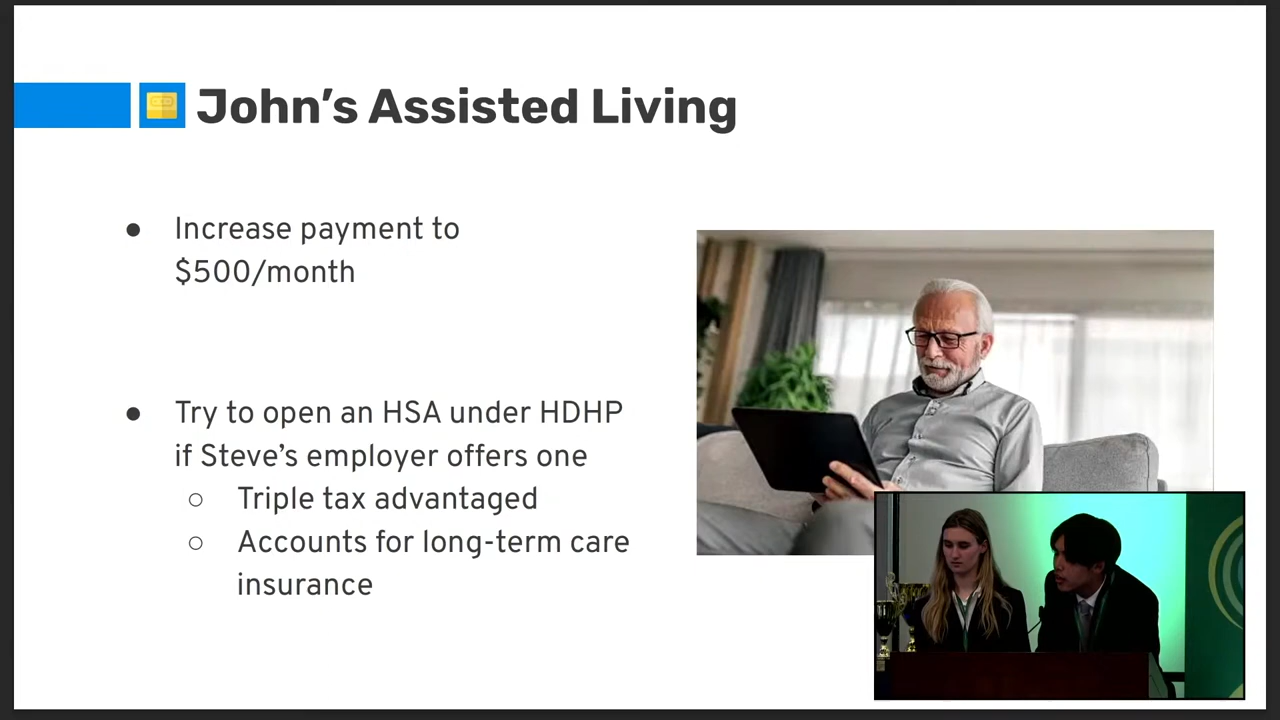 John's Assisted Living
● Increase payment to
$500/month
● Try to open an HSA under HDHP
if Steve's employer offers one
○ Triple tax advantaged
○ Accounts for long-term care
insurance